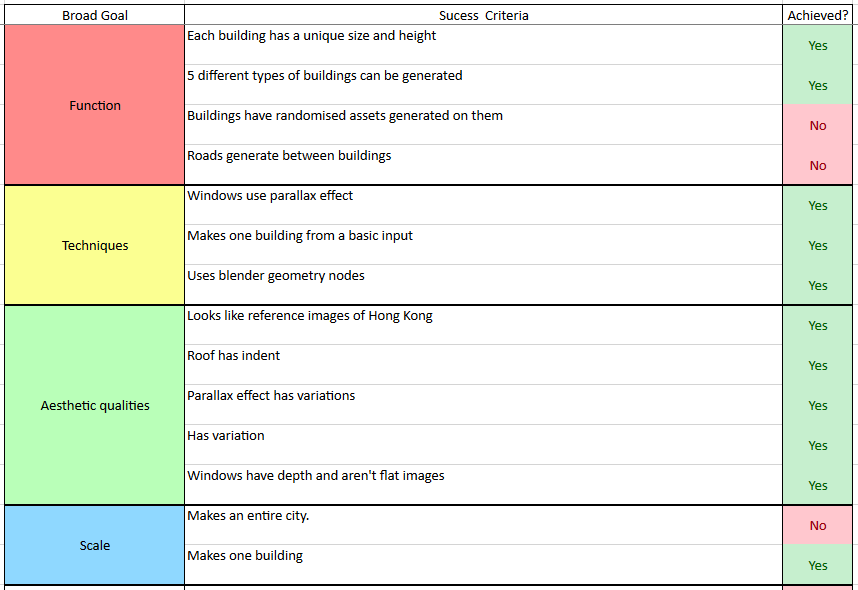 Broad Goal Sucess Criteria Achieved?
Function
Each building has a unique size and height Yes
5 different types of buildings can be generated Yes
Buildings have randomised assets generated on them No
Roads generate between buildings No
Techniques
Windows use parallax effect Yes
Makes one building from a basic input Yes
Uses blender geometry nodes Yes
Aesthetic qualities
Looks like reference images of Hong Kong Yes
Roof has indent Yes
Parallax effect has variations Yes
Has variation Yes
Windows have depth and aren't flat images Yes
Scale
Makes an entire city. No
Makes one building Yes